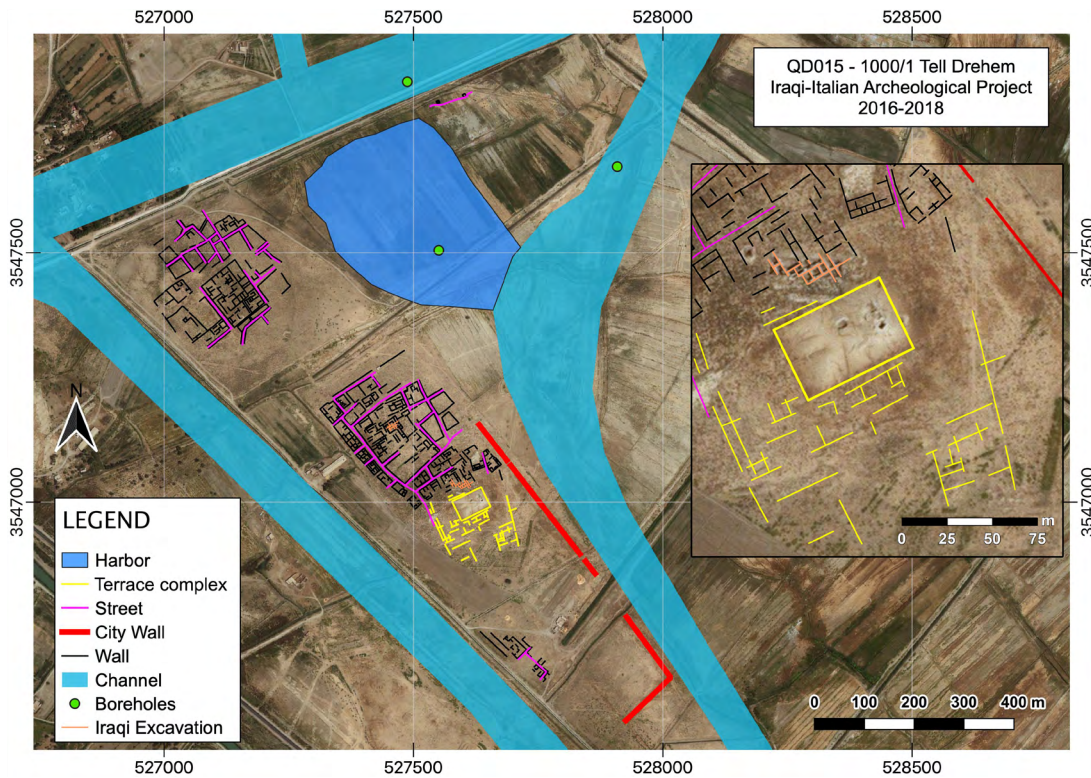 527000 527500 528000 528500
QD015 - 1000/1 Tell Drehem
Iraqi-Italian Archeological Project
2016-2018
3547500
3547500
N
3547000
3547000
0 25 50 75 m
LEGEND
Harbor
Terrace complex
Street
City Wall
Wall
Channel
Boreholes
Iraqi Excavation
0 100 200 300 400 m
527000 527500 528000 528500